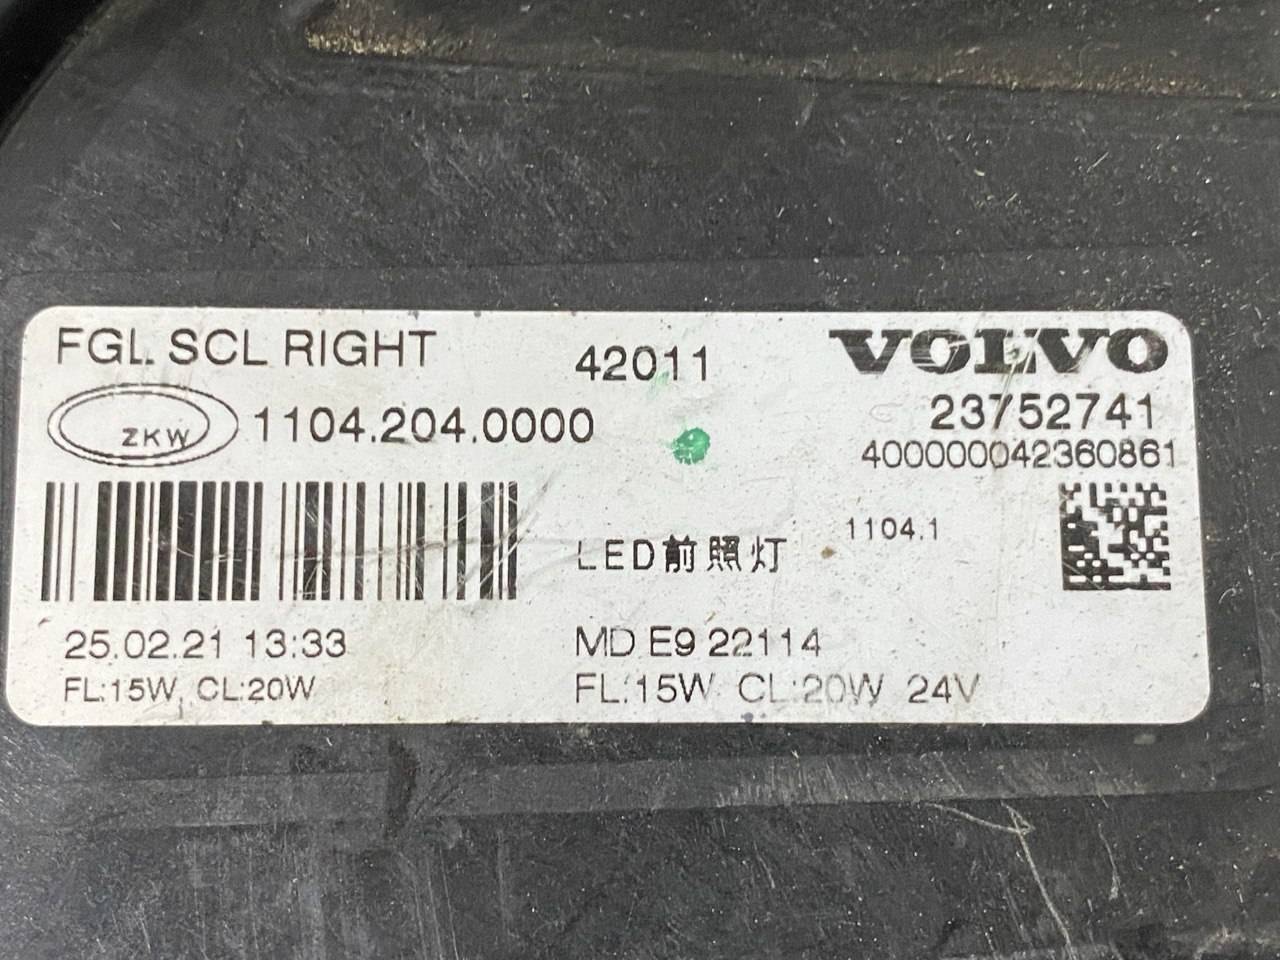 FGL SCL RIGHT
42011
VOLVO
ZKW
1104.204.0000
23752741
400000042360861
LED前照灯
1104.1
25.02.21 13:33
MD E9 22114
FL:15W, CL:20W
FL:15W CL:20W 24V